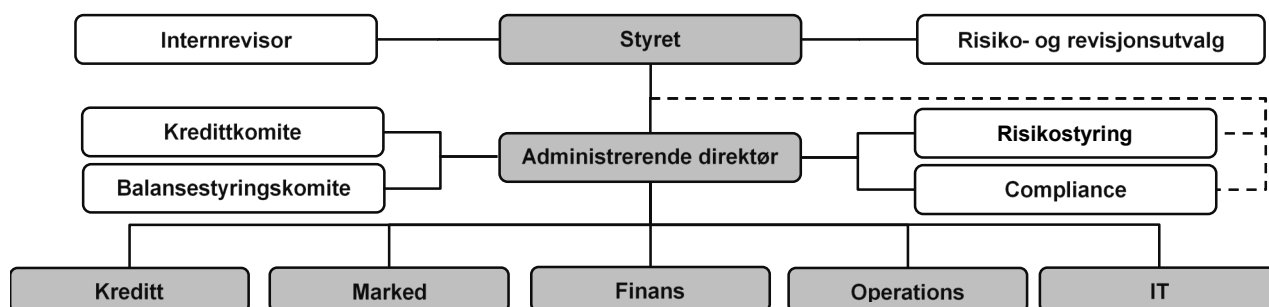 Internrevisor
Styret
Risiko- og revisjonsutvalg
Kredittkomite
Balansestyringskomite
Administrerende direktør
Risikostyring
Compliance
Kreditt
Marked
Finans
Operations
IT